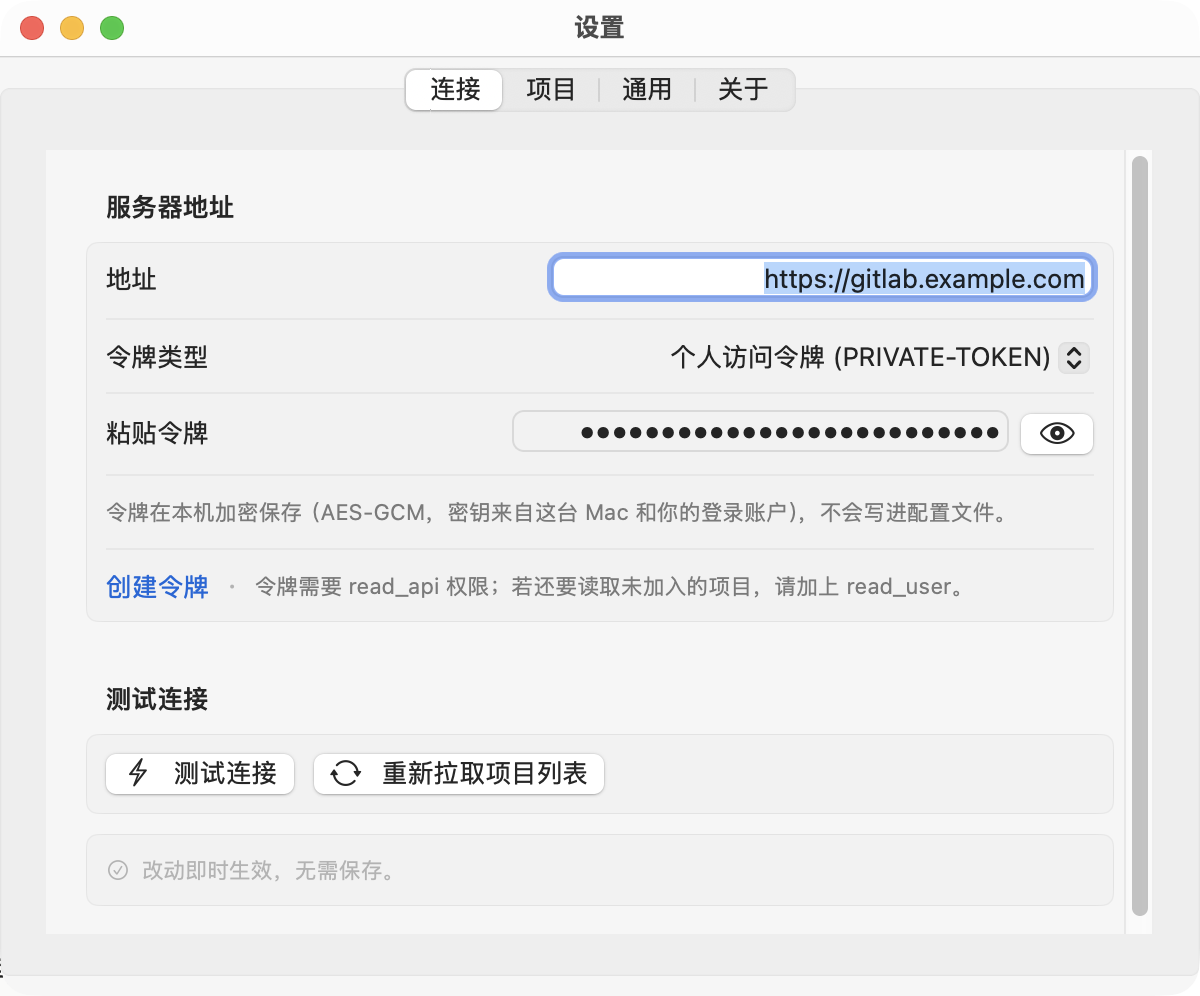 设置
连接 项目 通用 关于
服务器地址
地址 https://gitlab.example.com
令牌类型 个人访问令牌 (PRIVATE-TOKEN)
粘贴令牌 ••••••••••••••••••••••••••
令牌在本机加密保存（AES-GCM，密钥来自这台 Mac 和你的登录账户），不会写进配置文件。
创建令牌 · 令牌需要 read_api 权限；若还要读取未加入的项目，请加上 read_user。
测试连接
测试连接 重新拉取项目列表
改动即时生效，无需保存。